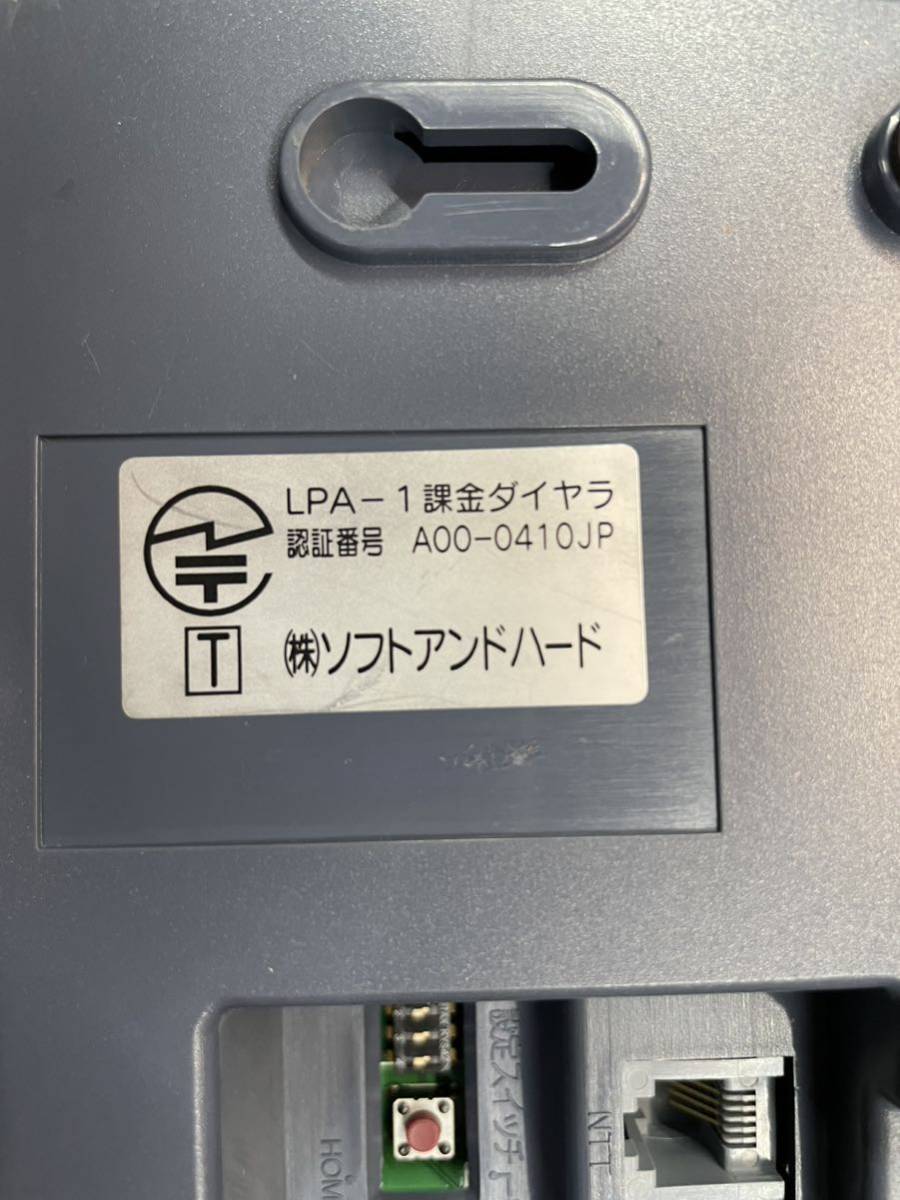 LPA-1課金ダイヤラ
認証番号 A00-0410JP
T
㈱ソフトアンドハード
設定スイッチ
HOM
NTT